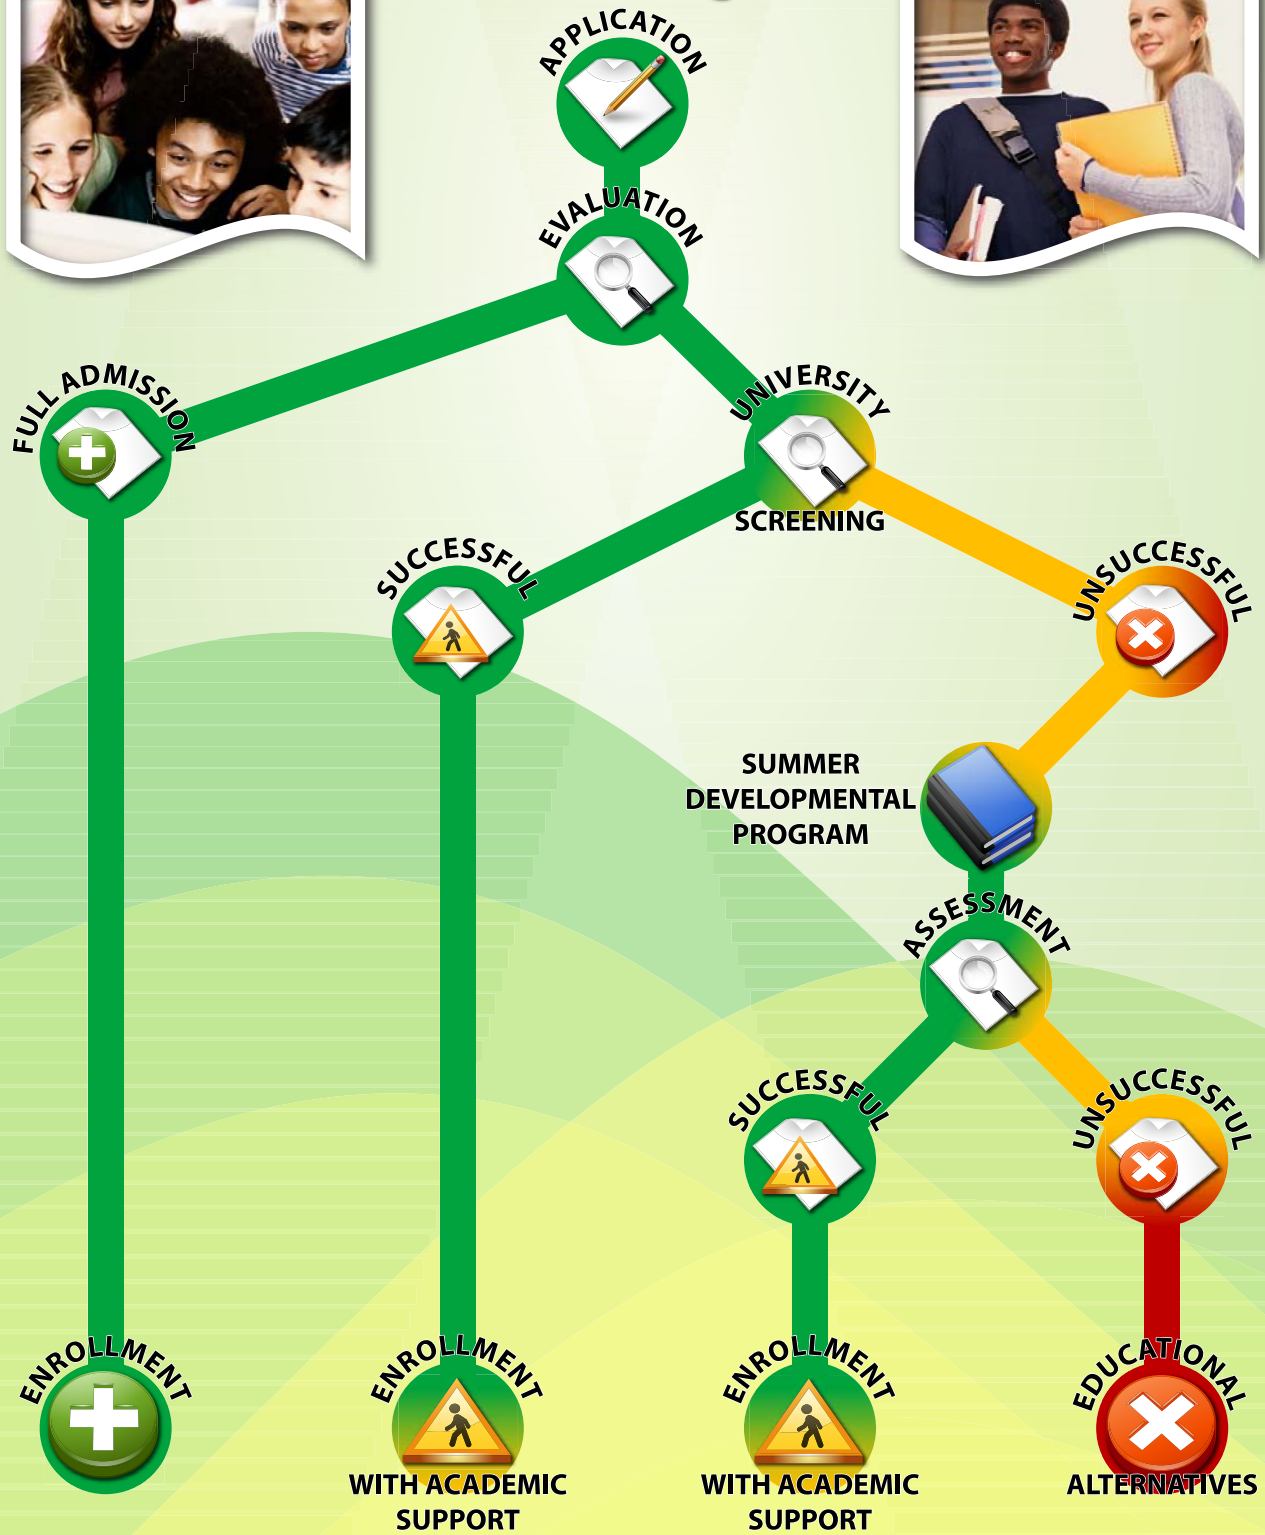 APPLICATION
EVALUATION
FULL ADMISSION
UNIVERSITY
SCREENING
SUCCESSFUL
UNSUCCESSFUL
SUMMER
DEVELOPMENTAL
PROGRAM
ASSESSMENT
SUCCESSFUL
UNSUCCESSFUL
ENROLLMENT
ENROLLMENT
WITH ACADEMIC
SUPPORT
ENROLLMENT
WITH ACADEMIC
SUPPORT
EDUCATIONAL
ALTERNATIVES